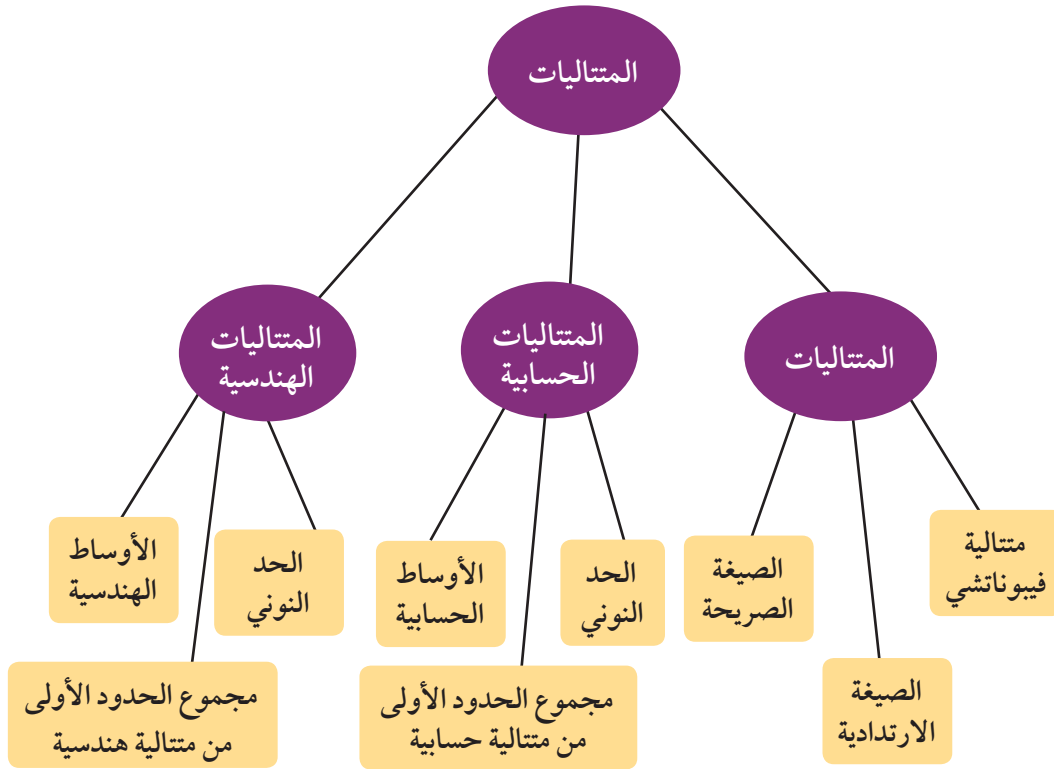 المتتاليات
المتتاليات
المتتاليات
الحسابية
المتتاليات
الهندسية
متتالية
فيبوناتشي
الصيغة
الارتدادية
الصيغة
الصريحة
الحد
النوني
مجموع الحدود الأولى
من متتالية حسابية
الأوساط
الحسابية
الحد
النوني
مجموع الحدود الأولى
من متتالية هندسية
الأوساط
الهندسية